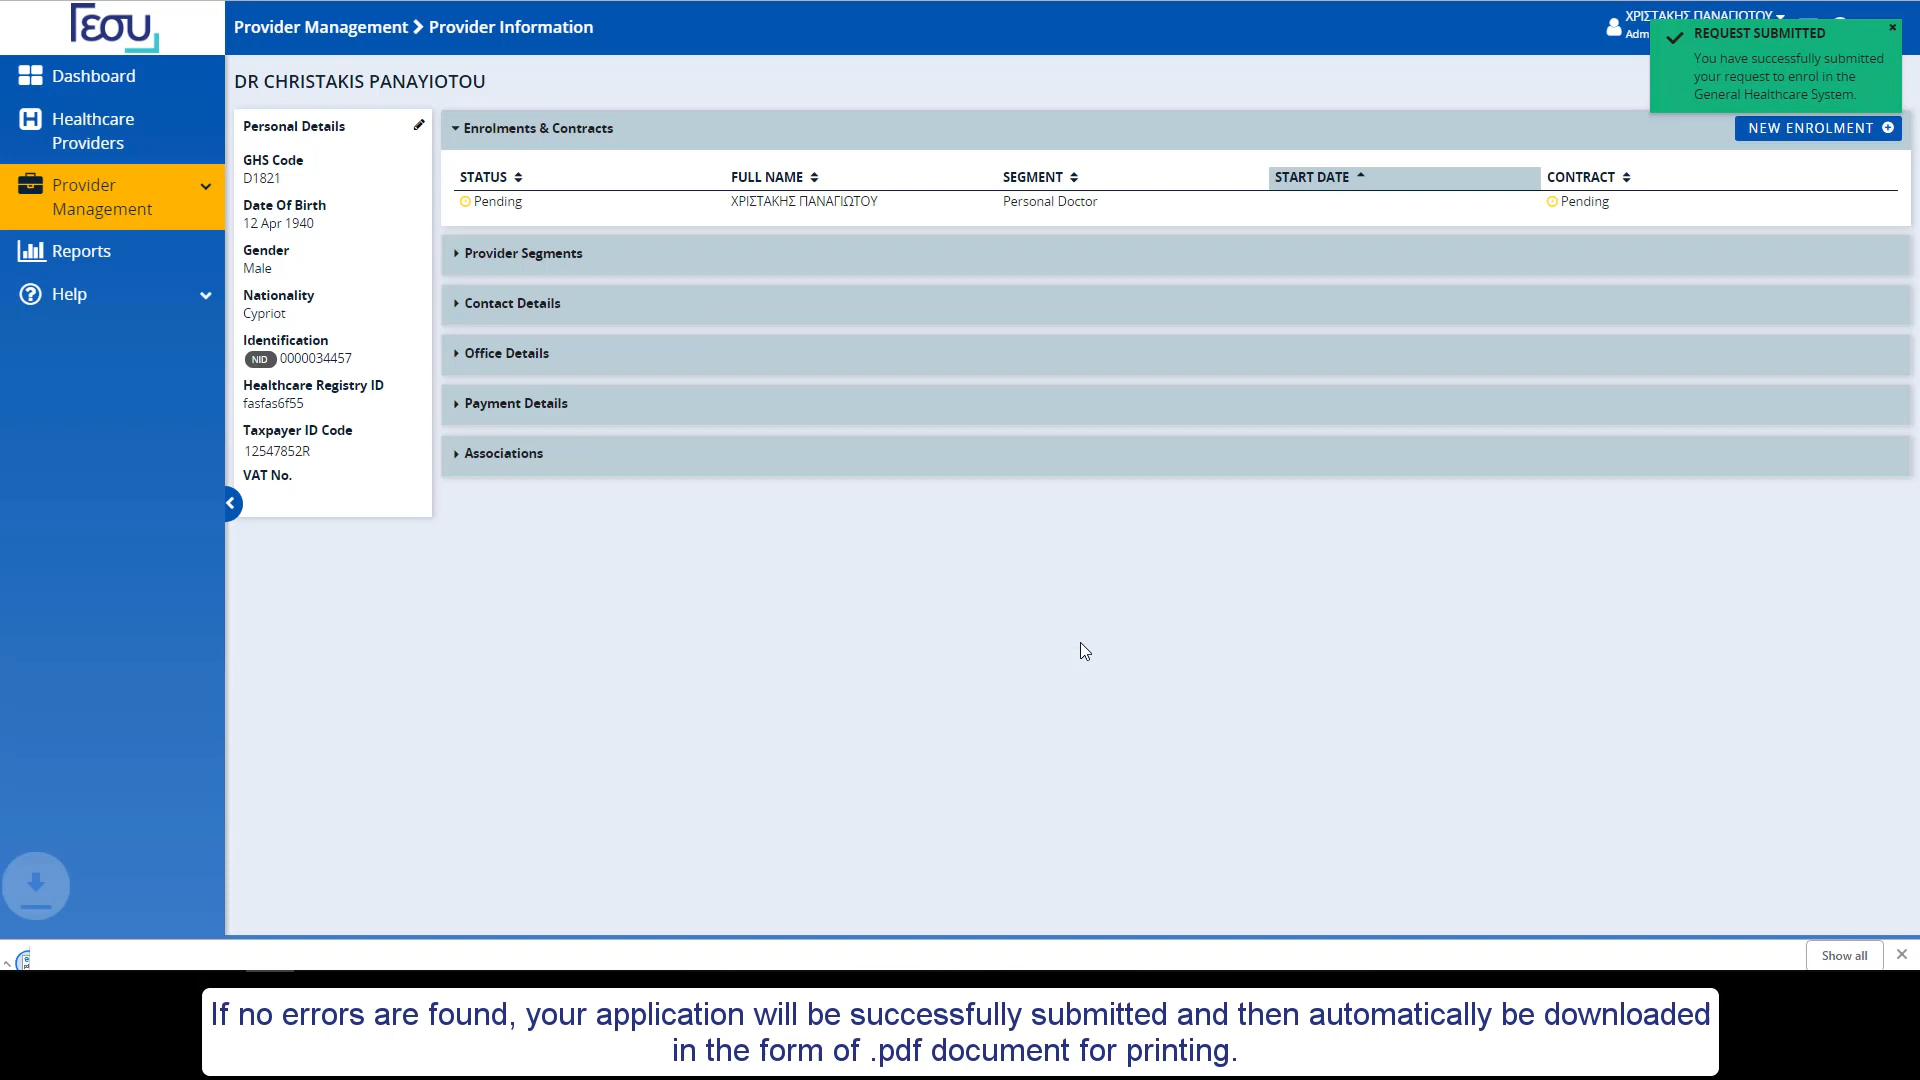 Γεσυ
Provider Management > Provider Information
ΧΡΙΣΤΑΚΗΣ ΠΑΝΑΓΙΩΤΟΥ
Adm
REQUEST SUBMITTED
You have successfully submitted
your request to enrol in the
General Healthcare System.
Dashboard
Healthcare
Providers
Provider
Management
Reports
Help
DR CHRISTAKIS PANAYIOTOU
Personal Details
GHS Code
D1821
Date Of Birth
12 Apr 1940
Gender
Male
Nationality
Cypriot
Identification
NID 0000034457
Healthcare Registry ID
fasfas6f55
Taxpayer ID Code
12547852R
VAT No.
Enrolments & Contracts
NEW ENROLMENT
STATUS FULL NAME SEGMENT START DATE CONTRACT
Pending ΧΡΙΣΤΑΚΗΣ ΠΑΝΑΓΙΩΤΟΥ Personal Doctor Pending
Provider Segments
Contact Details
Office Details
Payment Details
Associations
Show all
If no errors are found, your application will be successfully submitted and then automatically be downloaded
in the form of .pdf document for printing.